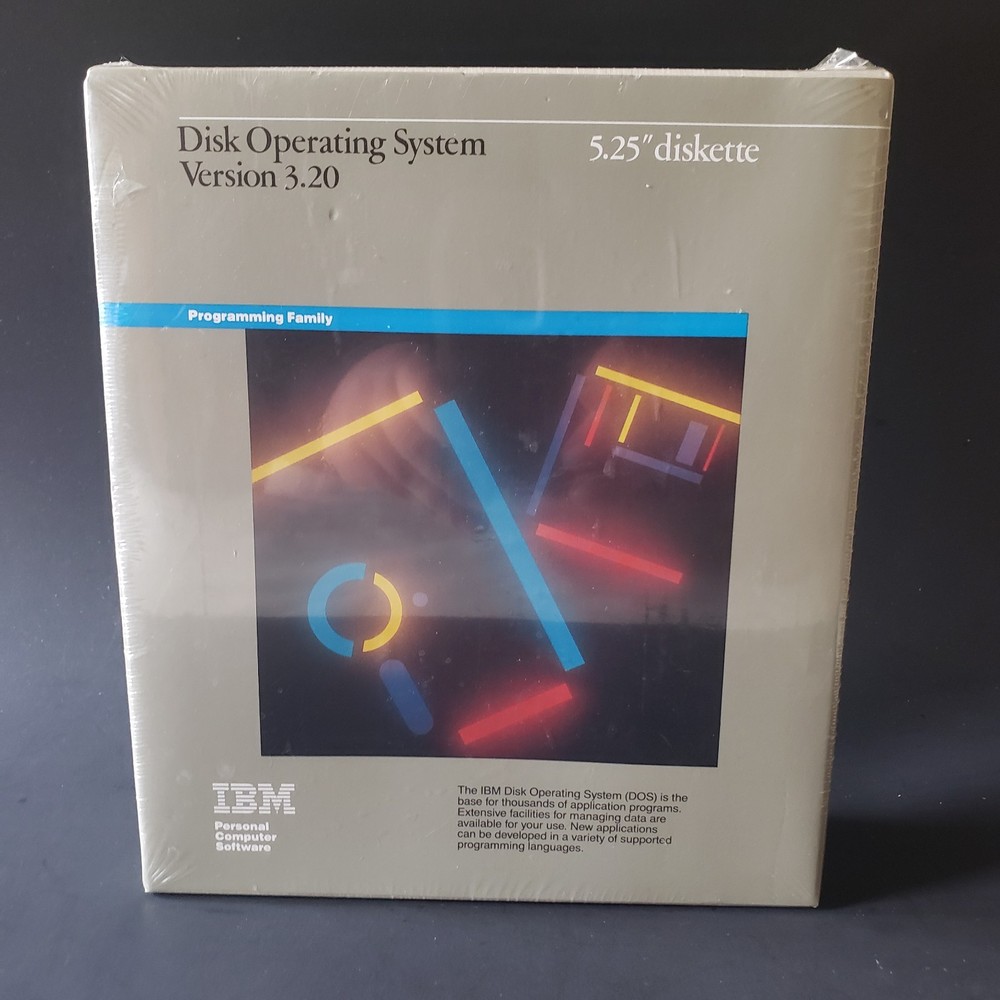 Disk Operating System
Version 3.20
5.25" diskette
Programming Family
IBM
Personal
Computer
Software
The IBM Disk Operating System (DOS) is the
base for thousands of application programs.
Extensive facilities for managing data are
available for your use. New applications
can be developed in a variety of supported
programming languages.